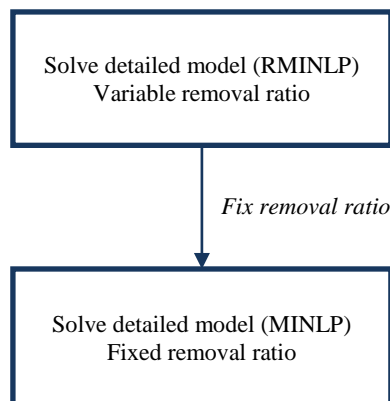 Solve detailed model (RMINLP)
Variable removal ratio
Fix removal ratio
Solve detailed model (MINLP)
Fixed removal ratio